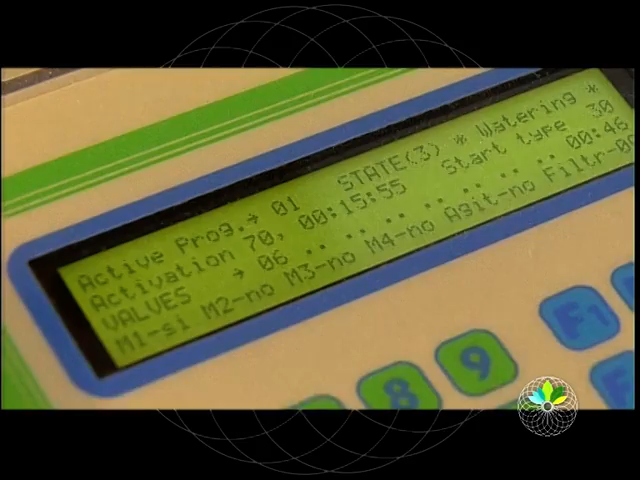 Active Prog.→ 01 STATE(3) * Watering *
Activation 70, 00:15:55 Start type 30
VALVES → 06 .. .. .. .. .. .. .. 00:46
M1-si M2-no M3-no M4-no Agit-no Filtr-
8 9 F1
F